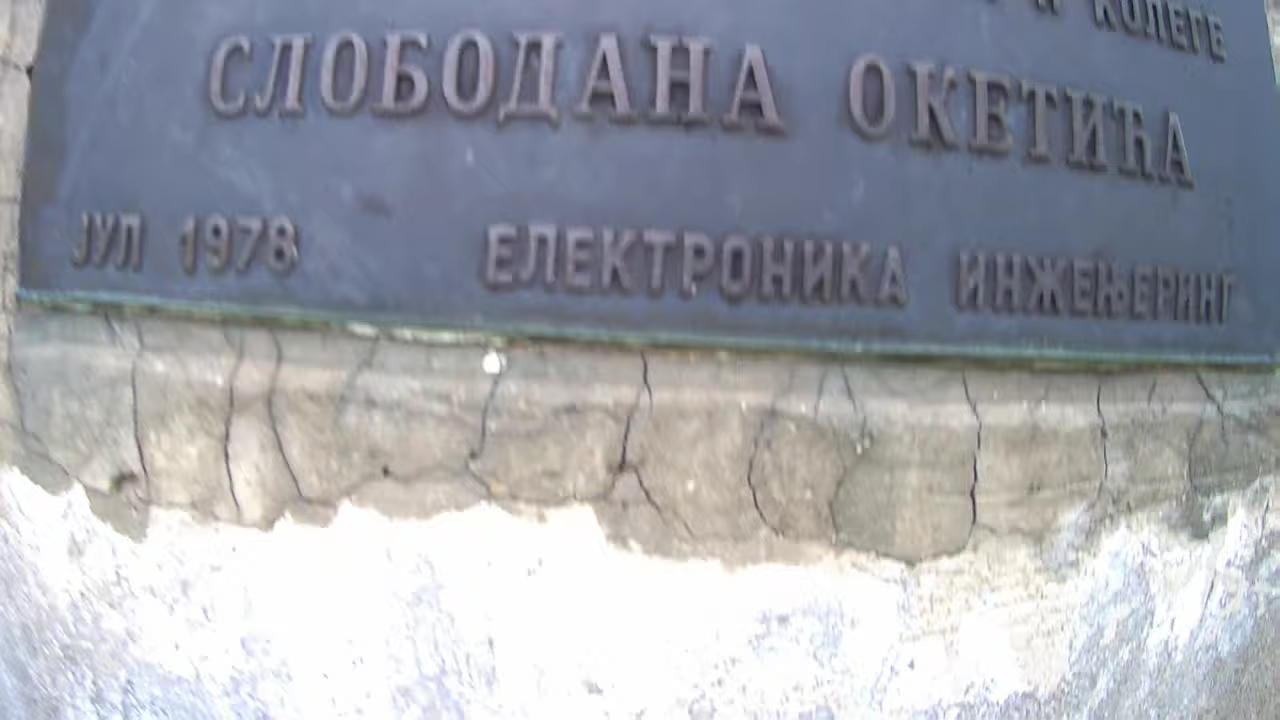 И КОЛЕГЕ
СЛОБОДАНА ОКЕТИЋА
ЈУЛ 1978 ЕЛЕКТРОНИКА ИНЖЕЊЕРИНГ